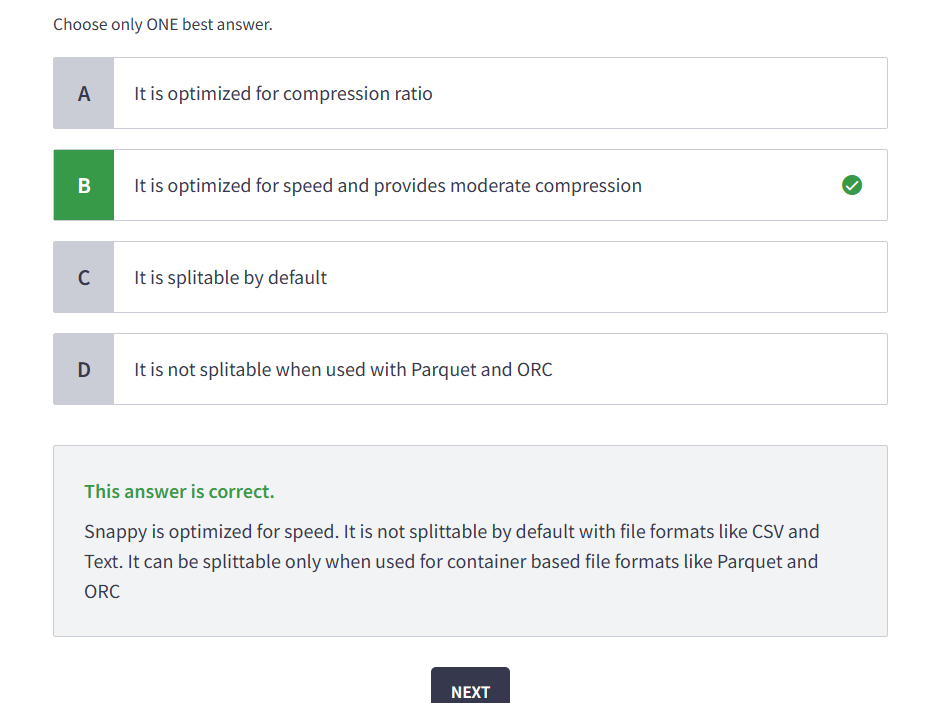 Choose only ONE best answer.
A
It is optimized for compression ratio
B
It is optimized for speed and provides moderate compression
C
It is splitable by default
D
It is not splitable when used with Parquet and ORC
This answer is correct.
Snappy is optimized for speed. It is not splittable by default with file formats like CSV and
Text. It can be splittable only when used for container based file formats like Parquet and
ORC
NEXT